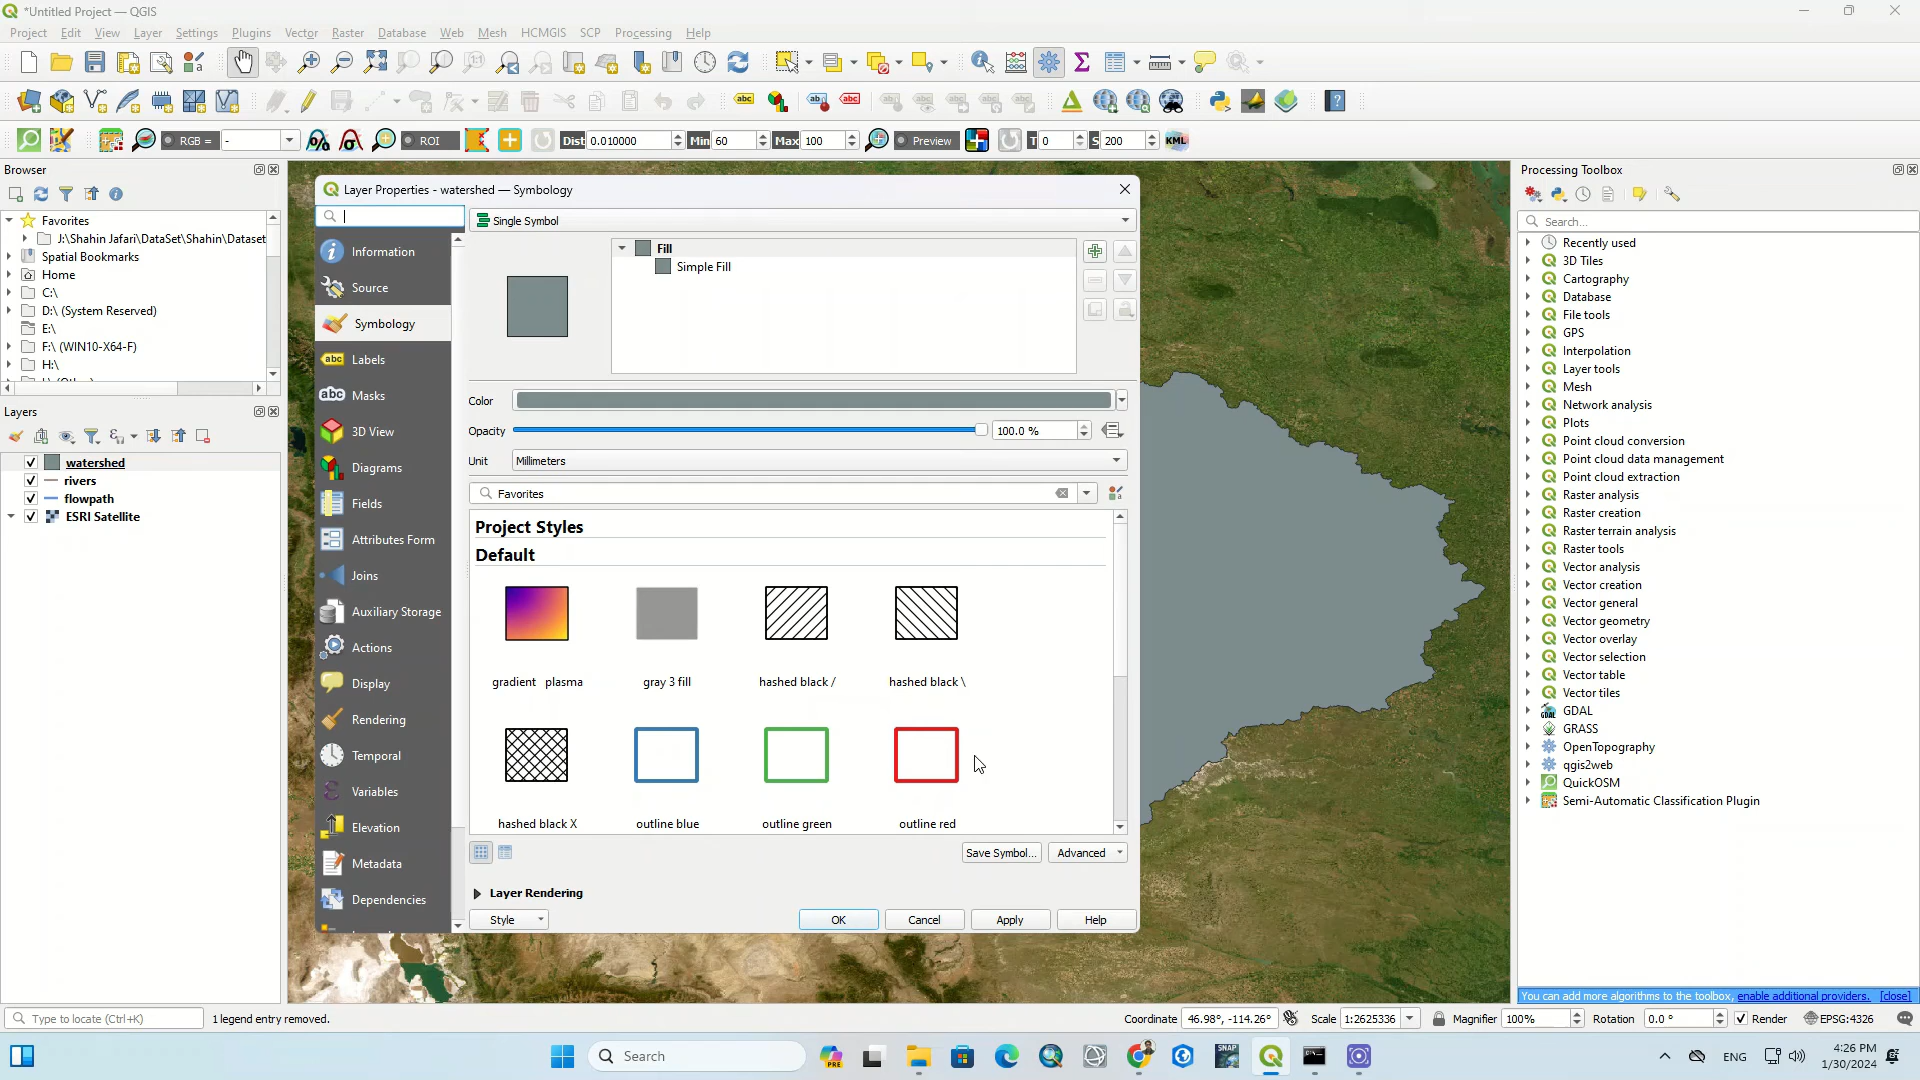 *Untitled Project — QGIS
Project Edit View Layer Settings Plugins Vector Raster Database Web Mesh HCMGIS SCP Processing Help
RGB = - ROI Dist 0.010000 Min 60 Max 100 Preview T 0 S 200 KML
Browser
Favorites
J:\Shahin Jafari\DataSet\Shahin\Dataset
Spatial Bookmarks
Home
C:\
D:\ (System Reserved)
E:\
F:\ (WIN10-X64-F)
H:\
Layers
watershed
rivers
flowpath
ESRI Satellite
Layer Properties - watershed — Symbology
Information
Source
Symbology
Labels
Masks
3D View
Diagrams
Fields
Attributes Form
Joins
Auxiliary Storage
Actions
Display
Rendering
Temporal
Variables
Elevation
Metadata
Dependencies
Single Symbol
Fill
Simple Fill
Color
Opacity 100.0 %
Unit Millimeters
Favorites
Project Styles
Default
gradient plasma
gray 3 fill
hashed black /
hashed black \
hashed black X
outline blue
outline green
outline red
Save Symbol... Advanced
Layer Rendering
Style OK Cancel Apply Help
Processing Toolbox
Search...
Recently used
3D Tiles
Cartography
Database
File tools
GPS
Interpolation
Layer tools
Mesh
Network analysis
Plots
Point cloud conversion
Point cloud data management
Point cloud extraction
Raster analysis
Raster creation
Raster terrain analysis
Raster tools
Vector analysis
Vector creation
Vector general
Vector geometry
Vector overlay
Vector selection
Vector table
Vector tiles
GDAL
GRASS
OpenTopography
qgis2web
QuickOSM
Semi-Automatic Classification Plugin
You can add more algorithms to the toolbox, enable additional providers. [close]
Type to locate (Ctrl+K) 1 legend entry removed. Coordinate 46.98°, -114.26° Scale 1:2625336 Magnifier 100% Rotation 0.0 ° Render EPSG:4326
Search ENG 4:26 PM
1/30/2024